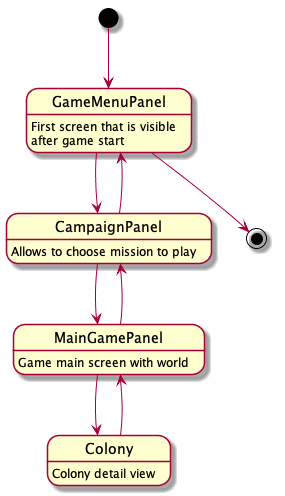 GameMenuPanel
First screen that is visible
after game start
CampaignPanel
Allows to choose mission to play
MainGamePanel
Game main screen with world
Colony
Colony detail view